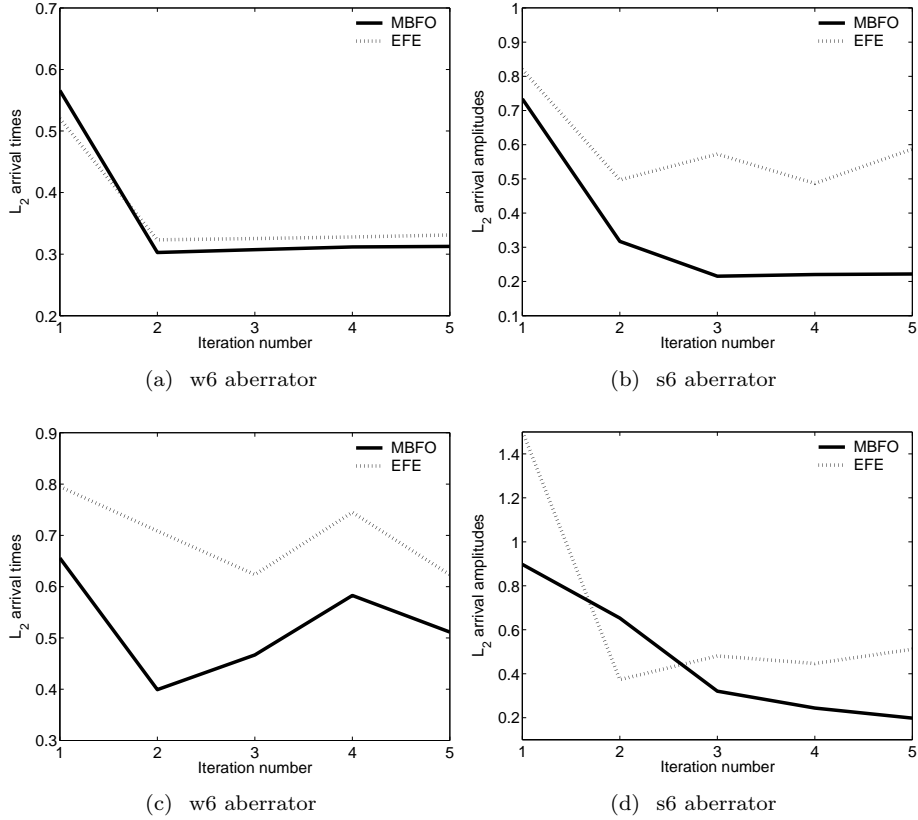 0.7
0.6
0.5
0.4
0.3
0.2
L2 arrival times
MBFO
EFE
1 2 3 4 5
Iteration number
(a) w6 aberrator
1
0.9
0.8
0.7
0.6
0.5
0.4
0.3
0.2
0.1
L2 arrival amplitudes
MBFO
EFE
1 2 3 4 5
Iteration number
(b) s6 aberrator
0.9
0.8
0.7
0.6
0.5
0.4
0.3
L2 arrival times
MBFO
EFE
1 2 3 4 5
Iteration number
(c) w6 aberrator
1.4
1.2
1
0.8
0.6
0.4
0.2
L2 arrival amplitudes
MBFO
EFE
1 2 3 4 5
Iteration number
(d) s6 aberrator